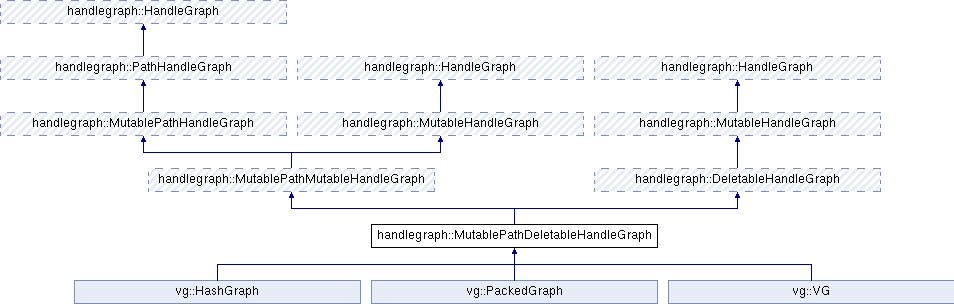 handlegraph::HandleGraph
handlegraph::PathHandleGraph
handlegraph::HandleGraph
handlegraph::HandleGraph
handlegraph::MutablePathHandleGraph
handlegraph::MutableHandleGraph
handlegraph::MutableHandleGraph
handlegraph::MutablePathMutableHandleGraph
handlegraph::DeletableHandleGraph
handlegraph::MutablePathDeletableHandleGraph
vg::HashGraph
vg::PackedGraph
vg::VG